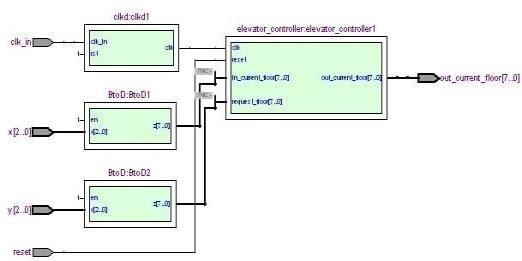 clkd:clkd1
elevator_controller:elevator_controller1
clk_in
clk_in
clk
clk
reset
BtoD:BtoD1
in_current_floor[7..0]
out_current_floor[7..0]
out_current_floor[7..0]
en
request_floor[7..0]
x[2..0]
x[2..0]
z[7..0]
BtoD:BtoD2
en
y[2..0]
x[2..0]
z[7..0]
reset